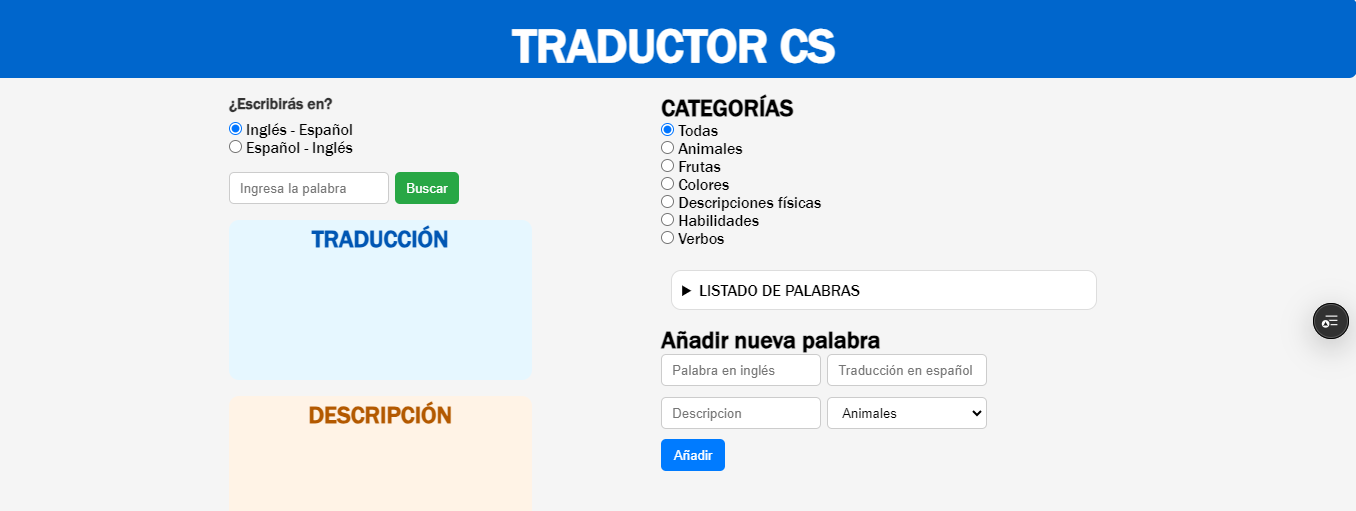 TRADUCTOR CS
¿Escribirás en?
Inglés - Español
Español - Inglés
Ingresa la palabra
Buscar
TRADUCCIÓN
DESCRIPCIÓN
CATEGORÍAS
Todas
Animales
Frutas
Colores
Descripciones físicas
Habilidades
Verbos
LISTADO DE PALABRAS
Añadir nueva palabra
Palabra en inglés
Traducción en español
Descripcion
Animales
Añadir